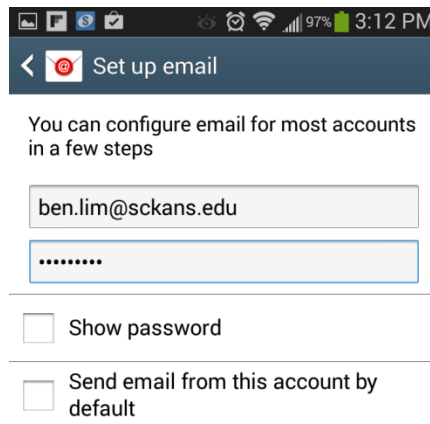 97% 3:12 PM
Set up email
You can configure email for most accounts
in a few steps
ben.lim@sckans.edu
•••••••••
Show password
Send email from this account by
default